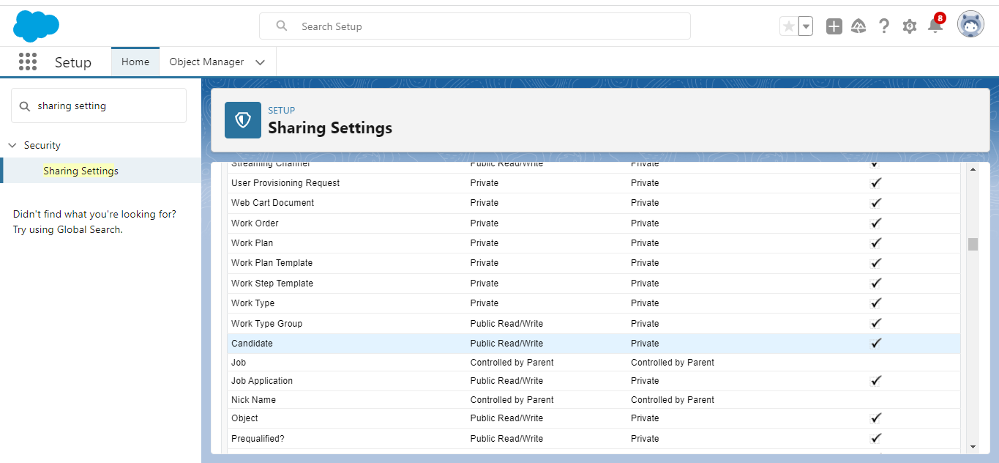 Search Setup
8
Setup
Home
Object Manager
sharing setting
Security
Sharing Settings
Didn't find what you're looking for?
Try using Global Search.
SETUP
Sharing Settings
Streaming Channel Public Read/Write Private
User Provisioning Request Private Private
Web Cart Document Private Private
Work Order Private Private
Work Plan Private Private
Work Plan Template Private Private
Work Step Template Private Private
Work Type Private Private
Work Type Group Public Read/Write Private
Candidate Public Read/Write Private
Job Controlled by Parent Controlled by Parent
Job Application Public Read/Write Private
Nick Name Controlled by Parent Controlled by Parent
Object Public Read/Write Private
Prequalified? Public Read/Write Private